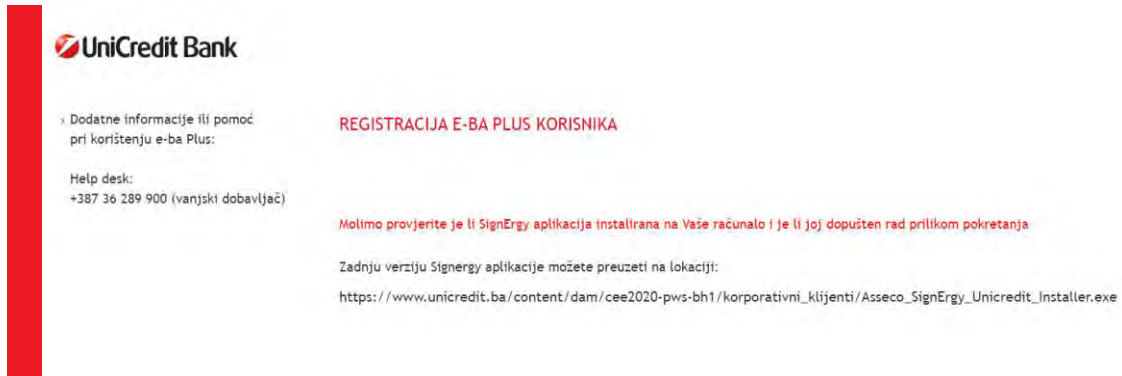 UniCredit Bank
› Dodatne informacije ili pomoć
pri korištenju e-ba Plus:
Help desk:
+387 36 289 900 (vanjski dobavljač)
REGISTRACIJA E-BA PLUS KORISNIKA
Molimo provjerite je li SignErgy aplikacija instalirana na Vaše računalo i je li joj dopušten rad prilikom pokretanja
Zadnju verziju Signergy aplikacije možete preuzeti na lokaciji:
https://www.unicredit.ba/content/dam/cee2020-pws-bh1/korporativni_klijenti/Asseco_SignErgy_Unicredit_Installer.exe